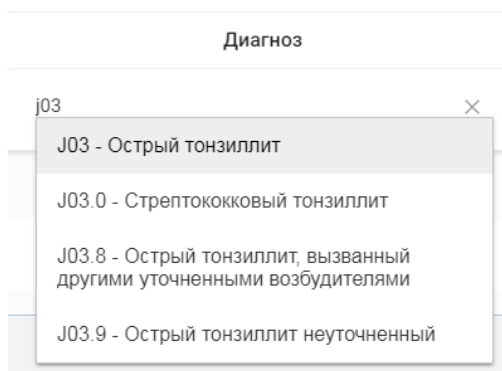 Диагноз
j03
J03 - Острый тонзиллит
J03.0 - Стрептококковый тонзиллит
J03.8 - Острый тонзиллит, вызванный
другими уточненными возбудителями
J03.9 - Острый тонзиллит неуточненный